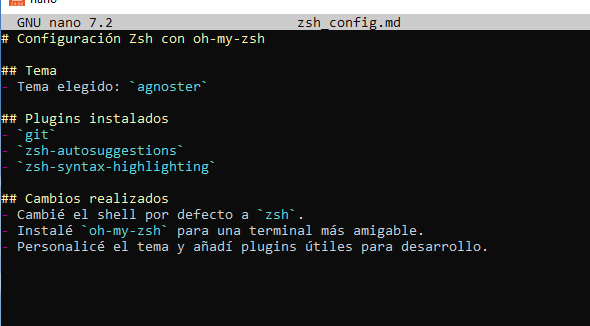 nano
GNU nano 7.2 zsh_config.md
# Configuración Zsh con oh-my-zsh
## Tema
- Tema elegido: `agnoster`
## Plugins instalados
- `git`
- `zsh-autosuggestions`
- `zsh-syntax-highlighting`
## Cambios realizados
- Cambié el shell por defecto a `zsh`.
- Instalé `oh-my-zsh` para una terminal más amigable.
- Personalicé el tema y añadí plugins útiles para desarrollo.